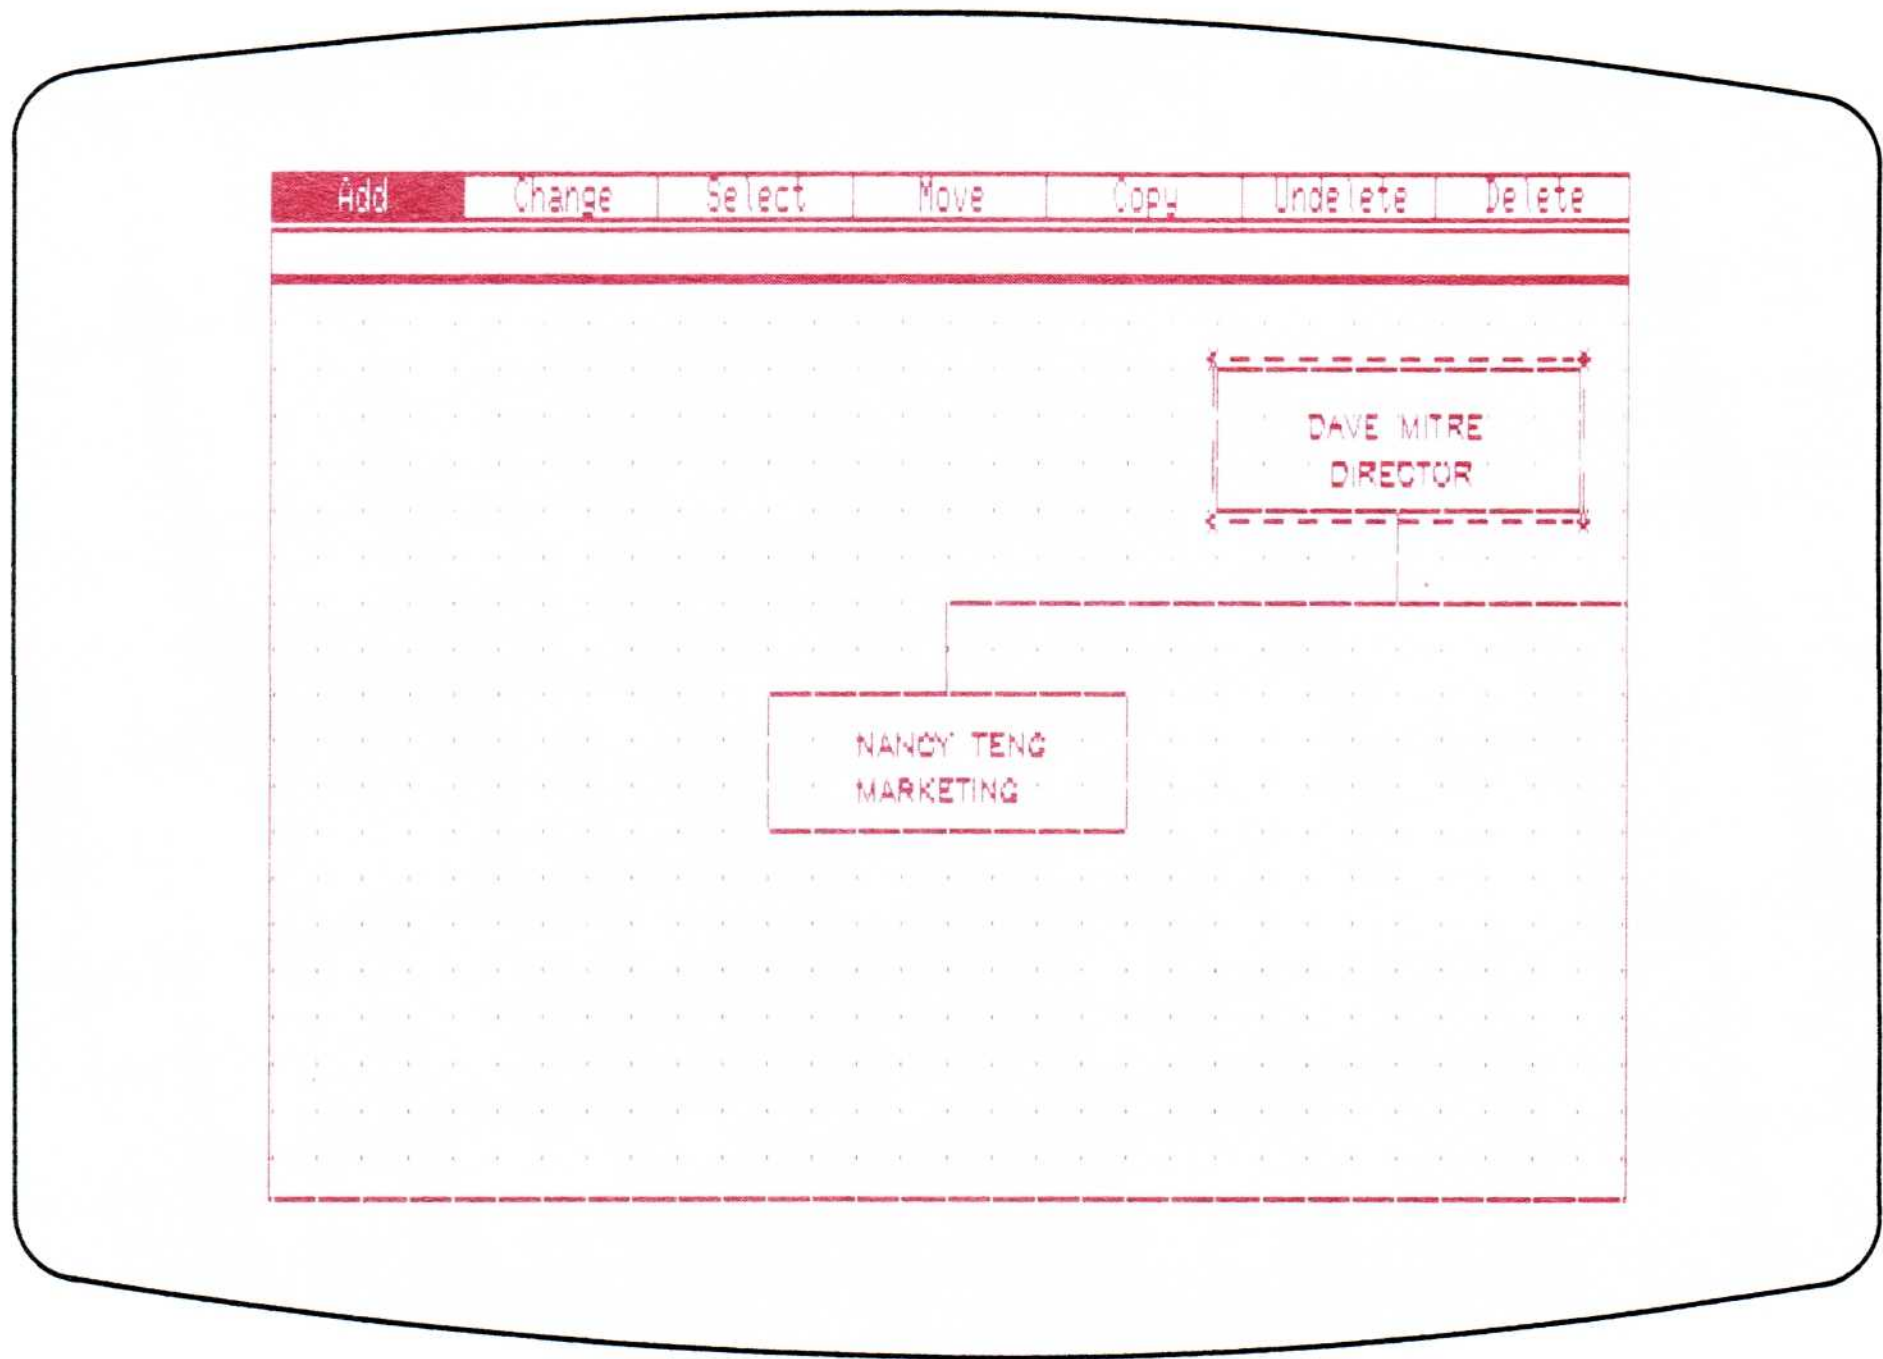 Add Change Select Move Copy Undelete Delete
DAVE MITRE
DIRECTOR
NANCY TENG
MARKETING